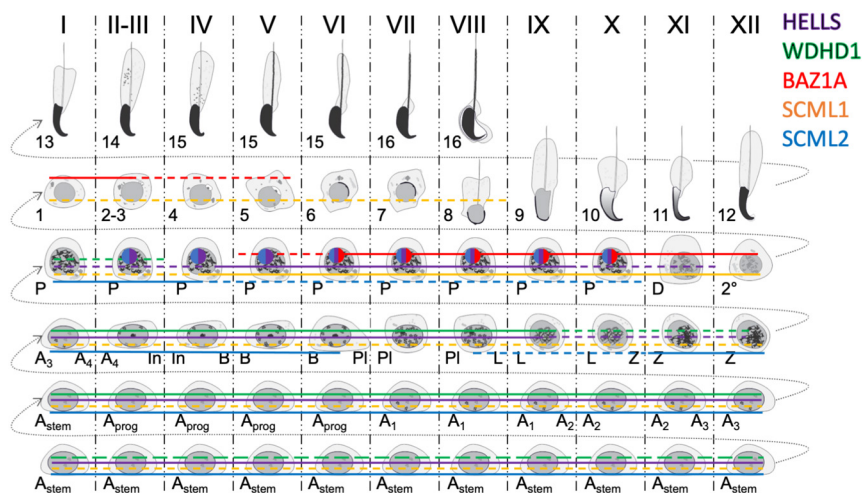 I II-III IV V VI VII VIII IX X XI XII
HELLS
WDHD1
BAZ1A
SCML1
SCML2
13 14 15 15 15 16 16
1 2-3 4 5 6 7 8 9 10 11 12
P P P P P P P P P D 2°
A3 A4 A4 In In B B B Pl Pl Pl L L L Z Z Z
Astem Aprog Aprog Aprog Aprog A1 A1 A1 A2 A2 A2 A3 A3
Astem Astem Astem Astem Astem Astem Astem Astem Astem Astem Astem